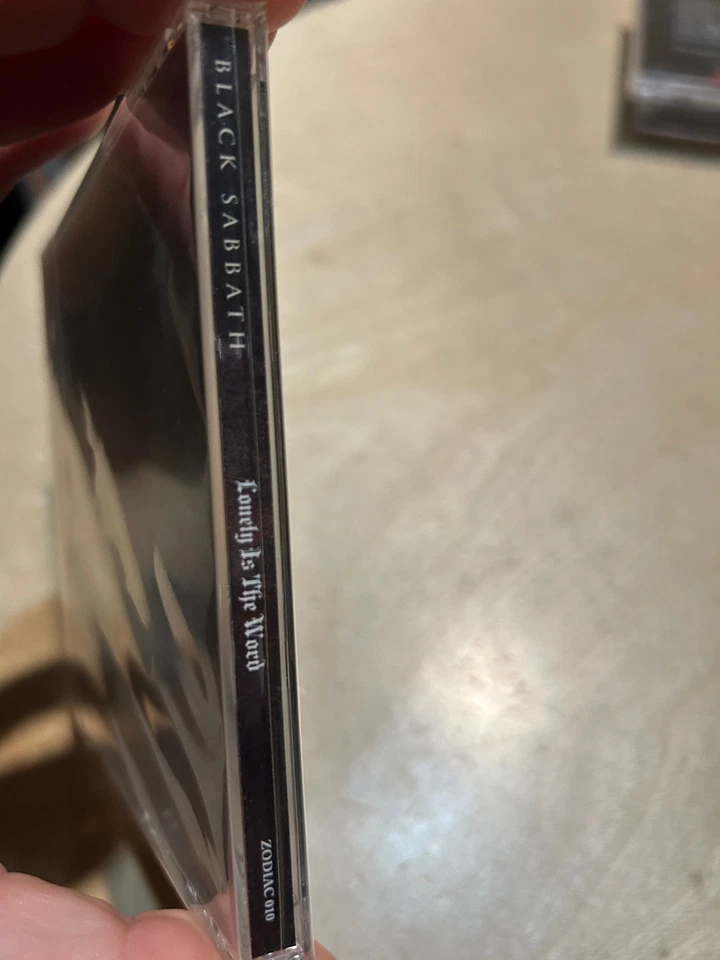 BLACK SABBATH
Lonely Is The Word
ZODIAC 010